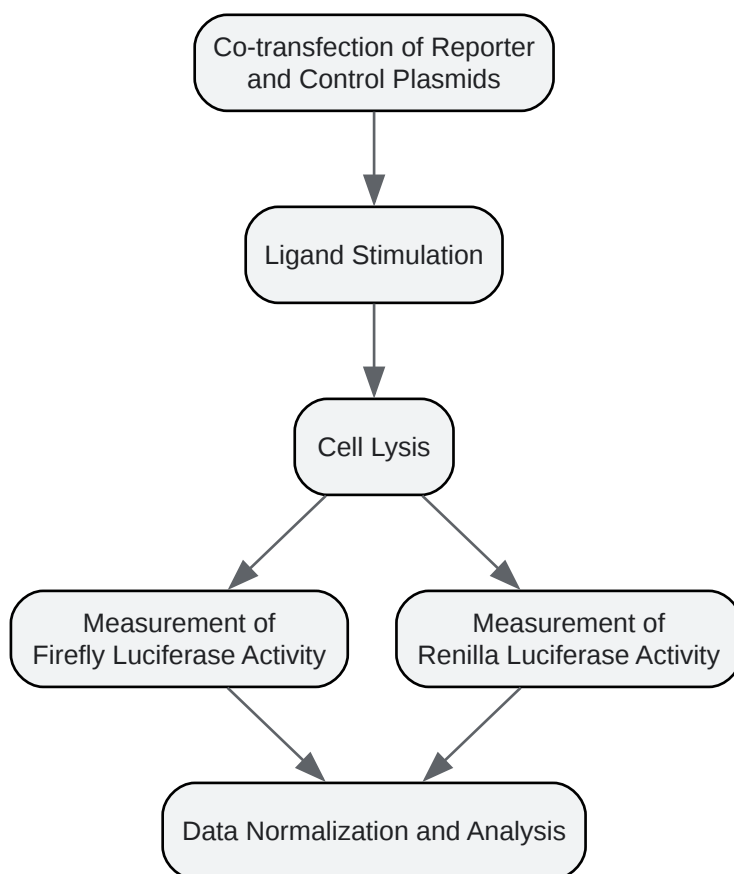 Co-transfection of Reporter
and Control Plasmids
Ligand Stimulation
Cell Lysis
Measurement of
Firefly Luciferase Activity
Measurement of
Renilla Luciferase Activity
Data Normalization and Analysis